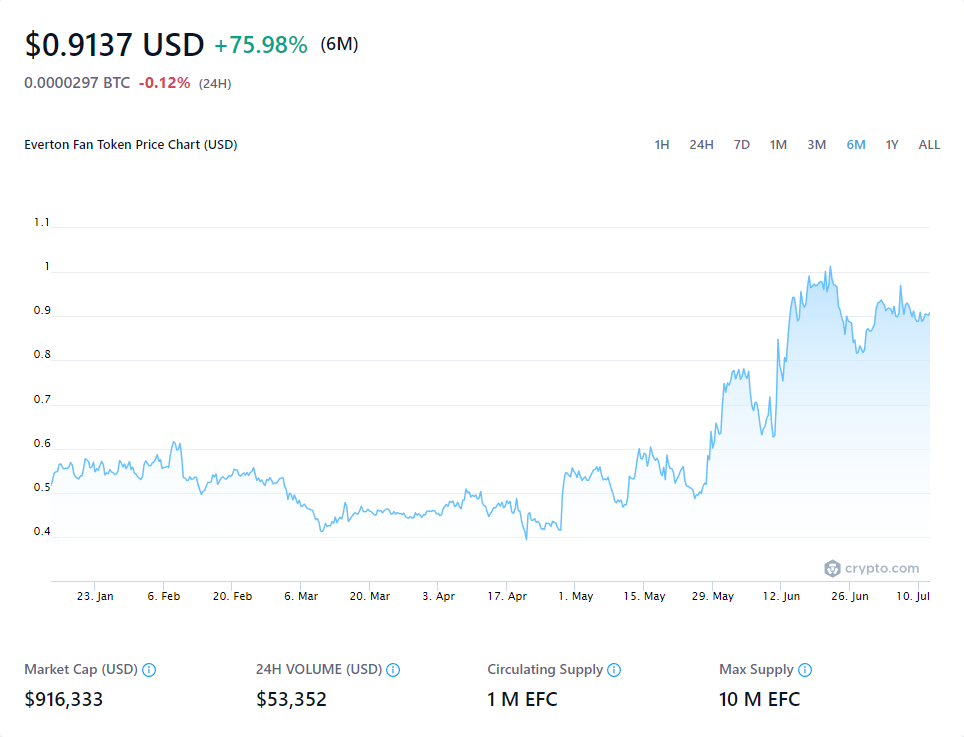 $0.9137 USD +75.98% (6M)
0.0000297 BTC -0.12% (24H)
Everton Fan Token Price Chart (USD)
1H 24H 7D 1M 3M 6M 1Y ALL
1.1
1
0.9
0.8
0.7
0.6
0.5
0.4
crypto.com
23. Jan 6. Feb 20. Feb 6. Mar 20. Mar 3. Apr 17. Apr 1. May 15. May 29. May 12. Jun 26. Jun 10. Jul
Market Cap (USD) 24H VOLUME (USD) Circulating Supply Max Supply
$916,333 $53,352 1 M EFC 10 M EFC